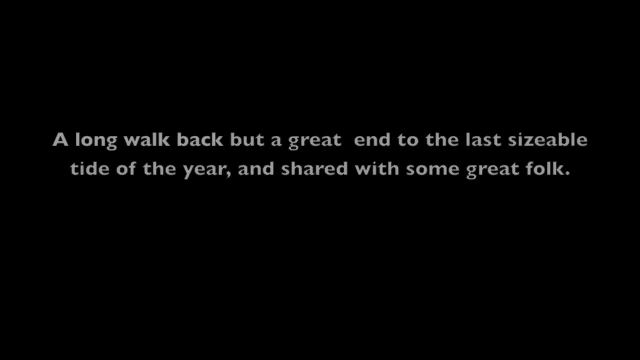 A long walk back but a great  end to the last sizeable
tide of the year, and shared with some great folk.